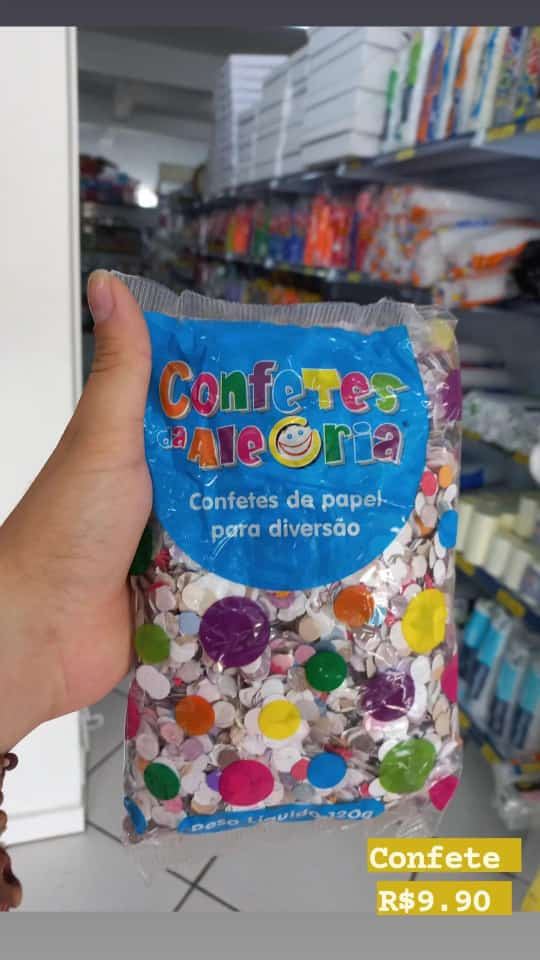 Confetes
da Alegria
Confetes de papel
para diversão
Peso Líquido 120g
Confete
R$9.90